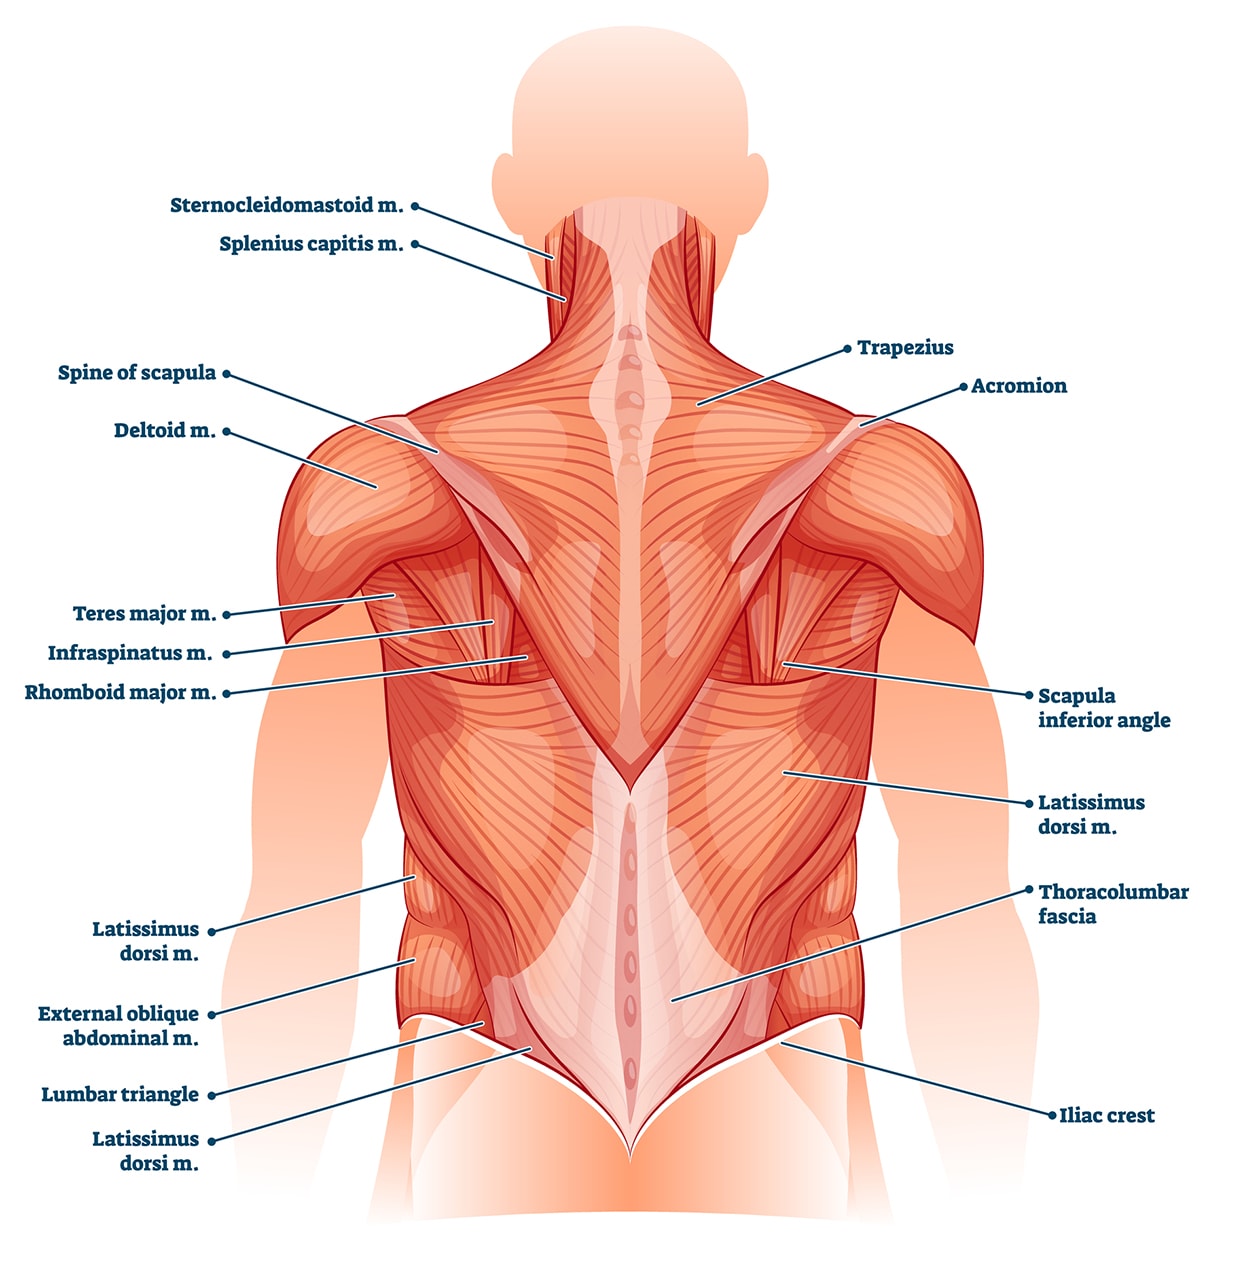 Sternocleidomastoid m.
Splenius capitis m.
Spine of scapula
Deltoid m.
Teres major m.
Infraspinatus m.
Rhomboid major m.
Latissimus
dorsi m.
External oblique
abdominal m.
Lumbar triangle
Latissimus
dorsi m.
Trapezius
Acromion
Scapula
inferior angle
Latissimus
dorsi m.
Thoracolumbar
fascia
Iliac crest